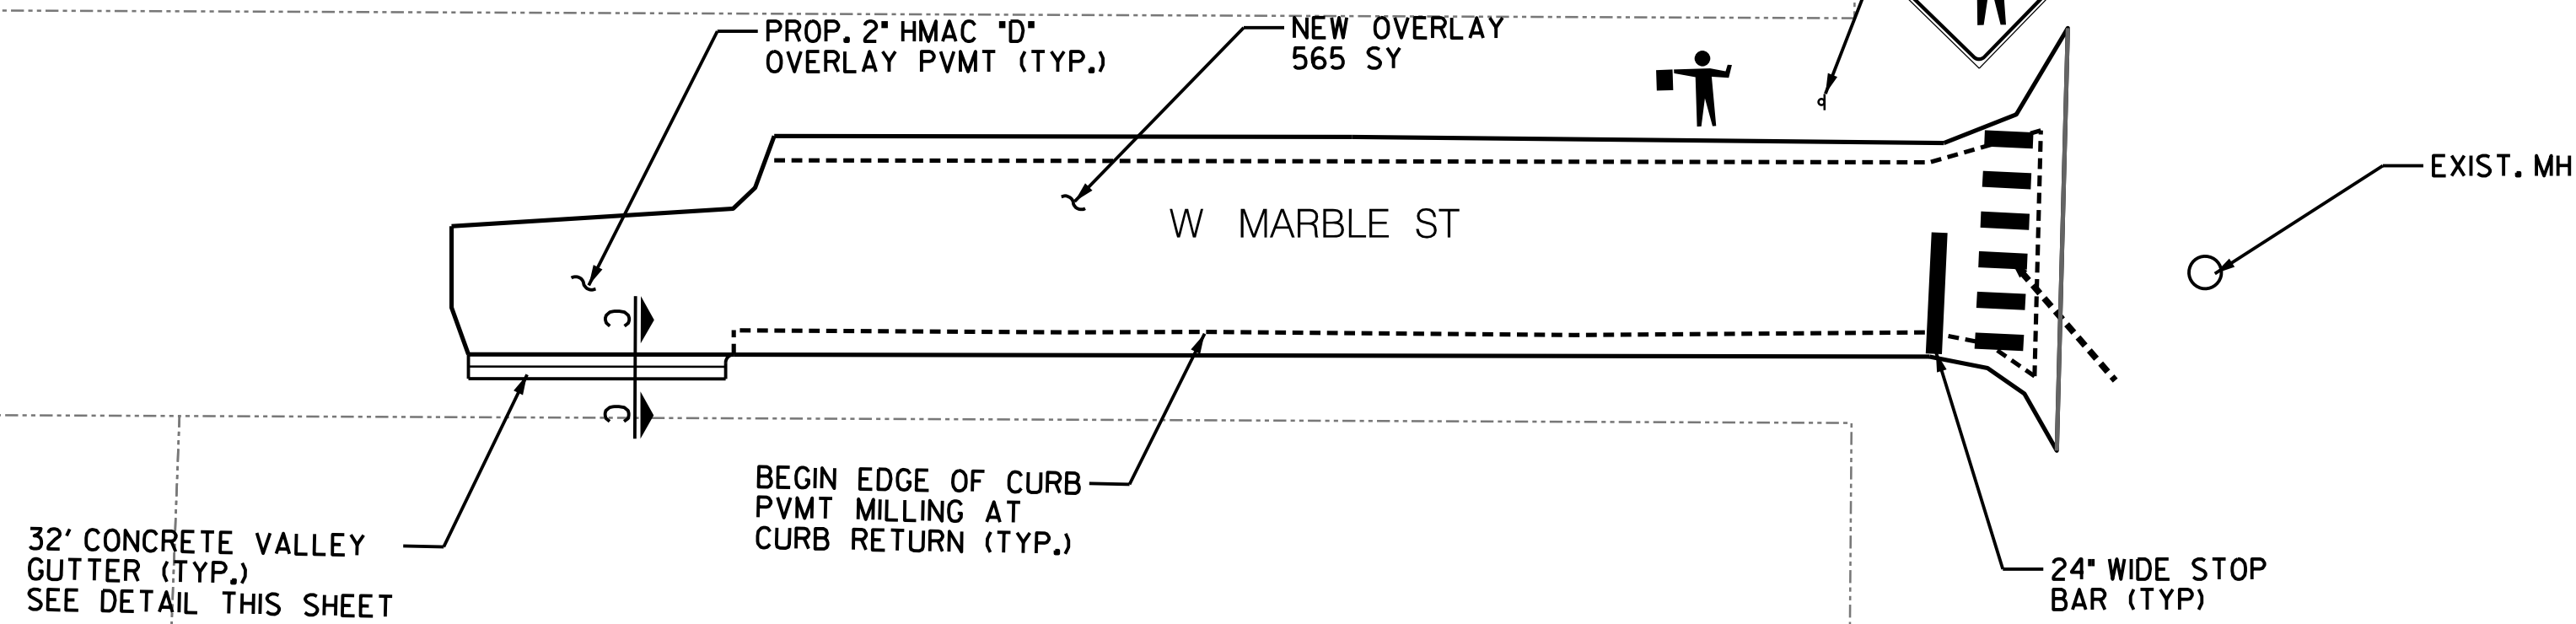 PROP. 2" HMAC "D"
OVERLAY PVMT (TYP.)
NEW OVERLAY
565 SY
EXIST. MH
W MARBLE ST
C
C
BEGIN EDGE OF CURB
PVMT MILLING AT
CURB RETURN (TYP.)
32' CONCRETE VALLEY
GUTTER (TYP.)
SEE DETAIL THIS SHEET
24" WIDE STOP
BAR (TYP)